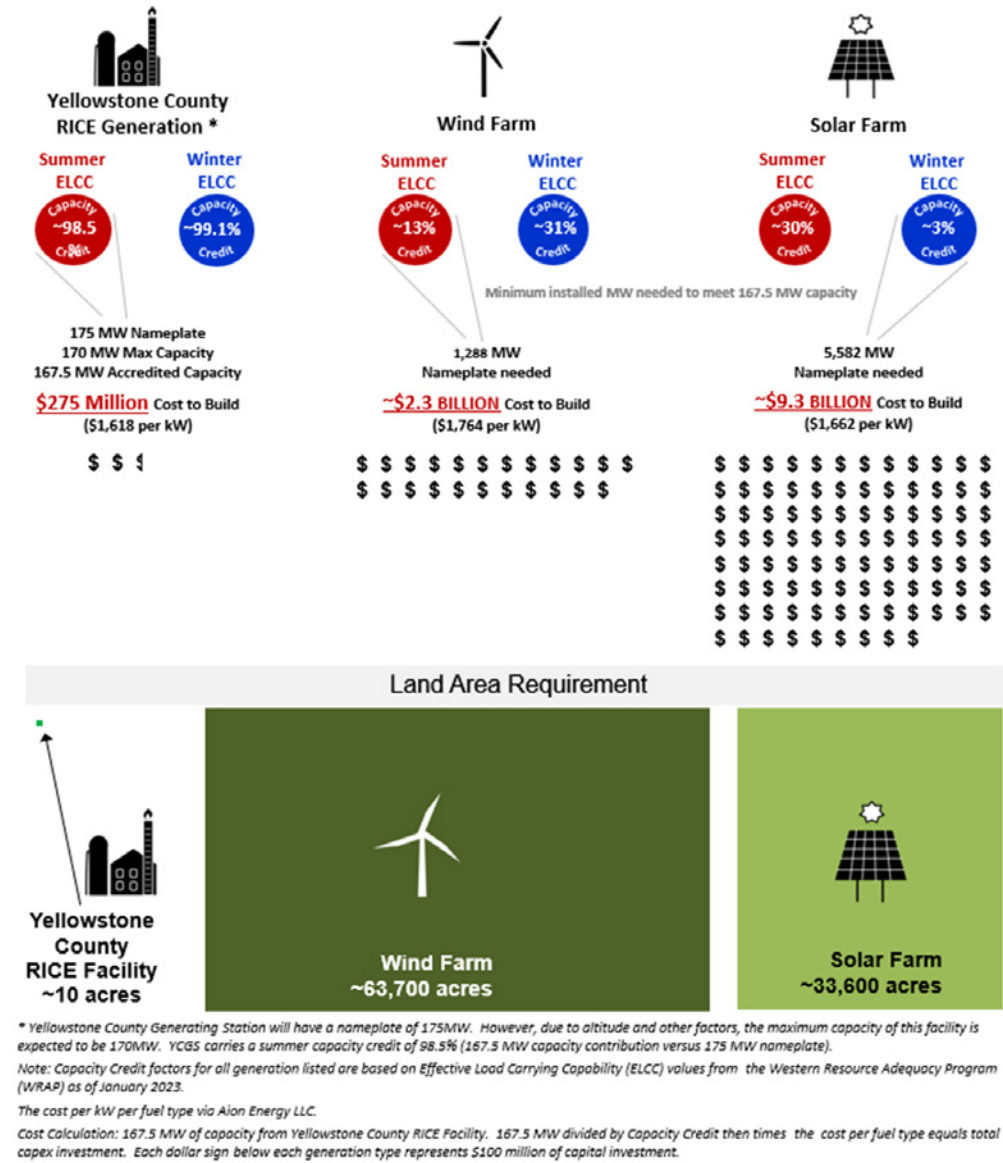 Yellowstone County
RICE Generation *
Wind Farm
Solar Farm
Summer
ELCC
Winter
ELCC
Summer
ELCC
Winter
ELCC
Summer
ELCC
Winter
ELCC
Capacity
~98.5
%
Credit
Capacity
~99.1%
Credit
Capacity
~13%
Credit
Capacity
~31%
Credit
Capacity
~30%
Credit
Capacity
~3%
Credit
Minimum installed MW needed to meet 167.5 MW capacity
175 MW Nameplate
170 MW Max Capacity
167.5 MW Accredited Capacity
$275 Million Cost to Build
($1,618 per kW)
$ $ $
1,288 MW
Nameplate needed
~$2.3 BILLION Cost to Build
($1,764 per kW)
$ $ $ $ $ $ $ $ $ $ $ $
$ $ $ $ $ $ $ $ $ $ $
5,582 MW
Nameplate needed
~$9.3 BILLION Cost to Build
($1,662 per kW)
$ $ $ $ $ $ $ $ $ $ $ $
$ $ $ $ $ $ $ $ $ $ $ $
$ $ $ $ $ $ $ $ $ $ $ $
$ $ $ $ $ $ $ $ $ $ $ $
$ $ $ $ $ $ $ $ $ $ $ $
$ $ $ $ $ $ $ $ $ $ $ $
$ $ $ $ $ $ $ $ $ $ $ $
$ $ $ $ $ $ $ $ $
Land Area Requirement
Yellowstone
County
RICE Facility
~10 acres
Wind Farm
~63,700 acres
Solar Farm
~33,600 acres
* Yellowstone County Generating Station will have a nameplate of 175MW. However, due to altitude and other factors, the maximum capacity of this facility is
expected to be 170MW. YCGS carries a summer capacity credit of 98.5% (167.5 MW capacity contribution versus 175 MW nameplate).
Note: Capacity Credit factors for all generation listed are based on Effective Load Carrying Capability (ELCC) values from the Western Resource Adequacy Program
(WRAP) as of January 2023.
The cost per kW per fuel type via Aion Energy LLC.
Cost Calculation: 167.5 MW of capacity from Yellowstone County RICE Facility. 167.5 MW divided by Capacity Credit then times the cost per fuel type equals total
capex investment. Each dollar sign below each generation type represents $100 million of capital investment.